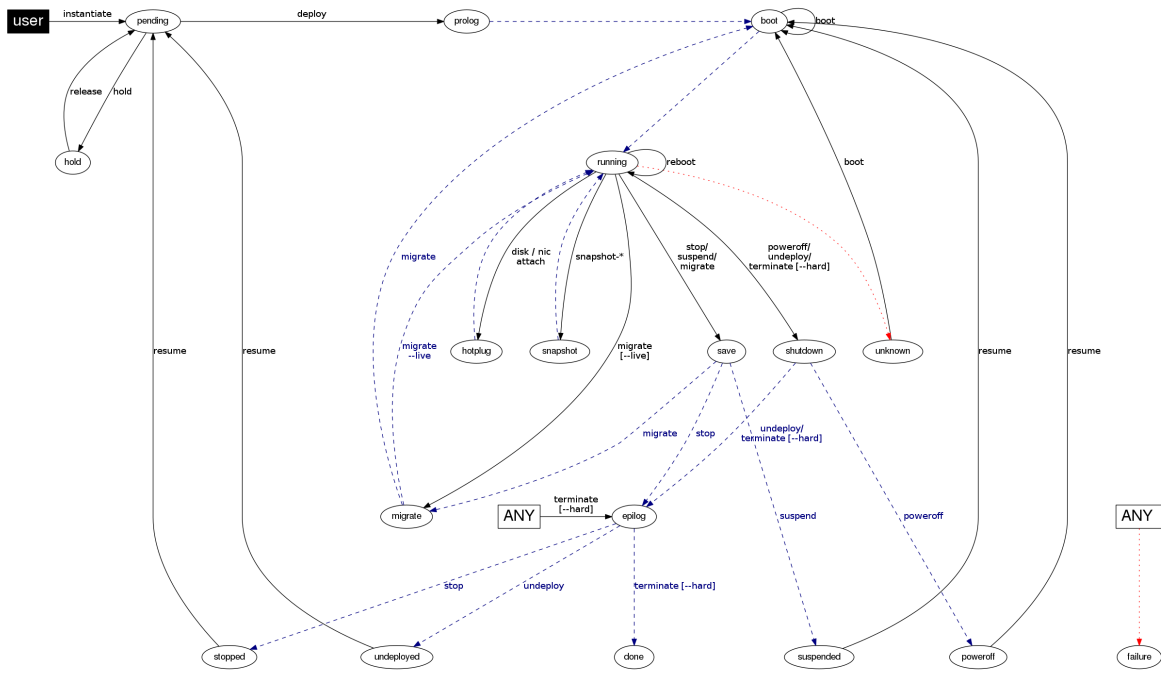 user
instantiate
pending
deploy
prolog
boot
boot
release
hold
hold
running
reboot
boot
migrate
disk / nic
attach
snapshot-*
stop/
suspend/
migrate
poweroff/
undeploy/
terminate [--hard]
resume
resume
migrate
--live
hotplug
snapshot
migrate
[--live]
save
shutdown
unknown
resume
resume
migrate
stop
undeploy/
terminate [--hard]
migrate
ANY
terminate
[--hard]
epilog
suspend
poweroff
ANY
stop
undeploy
terminate [--hard]
stopped
undeployed
done
suspended
poweroff
failure